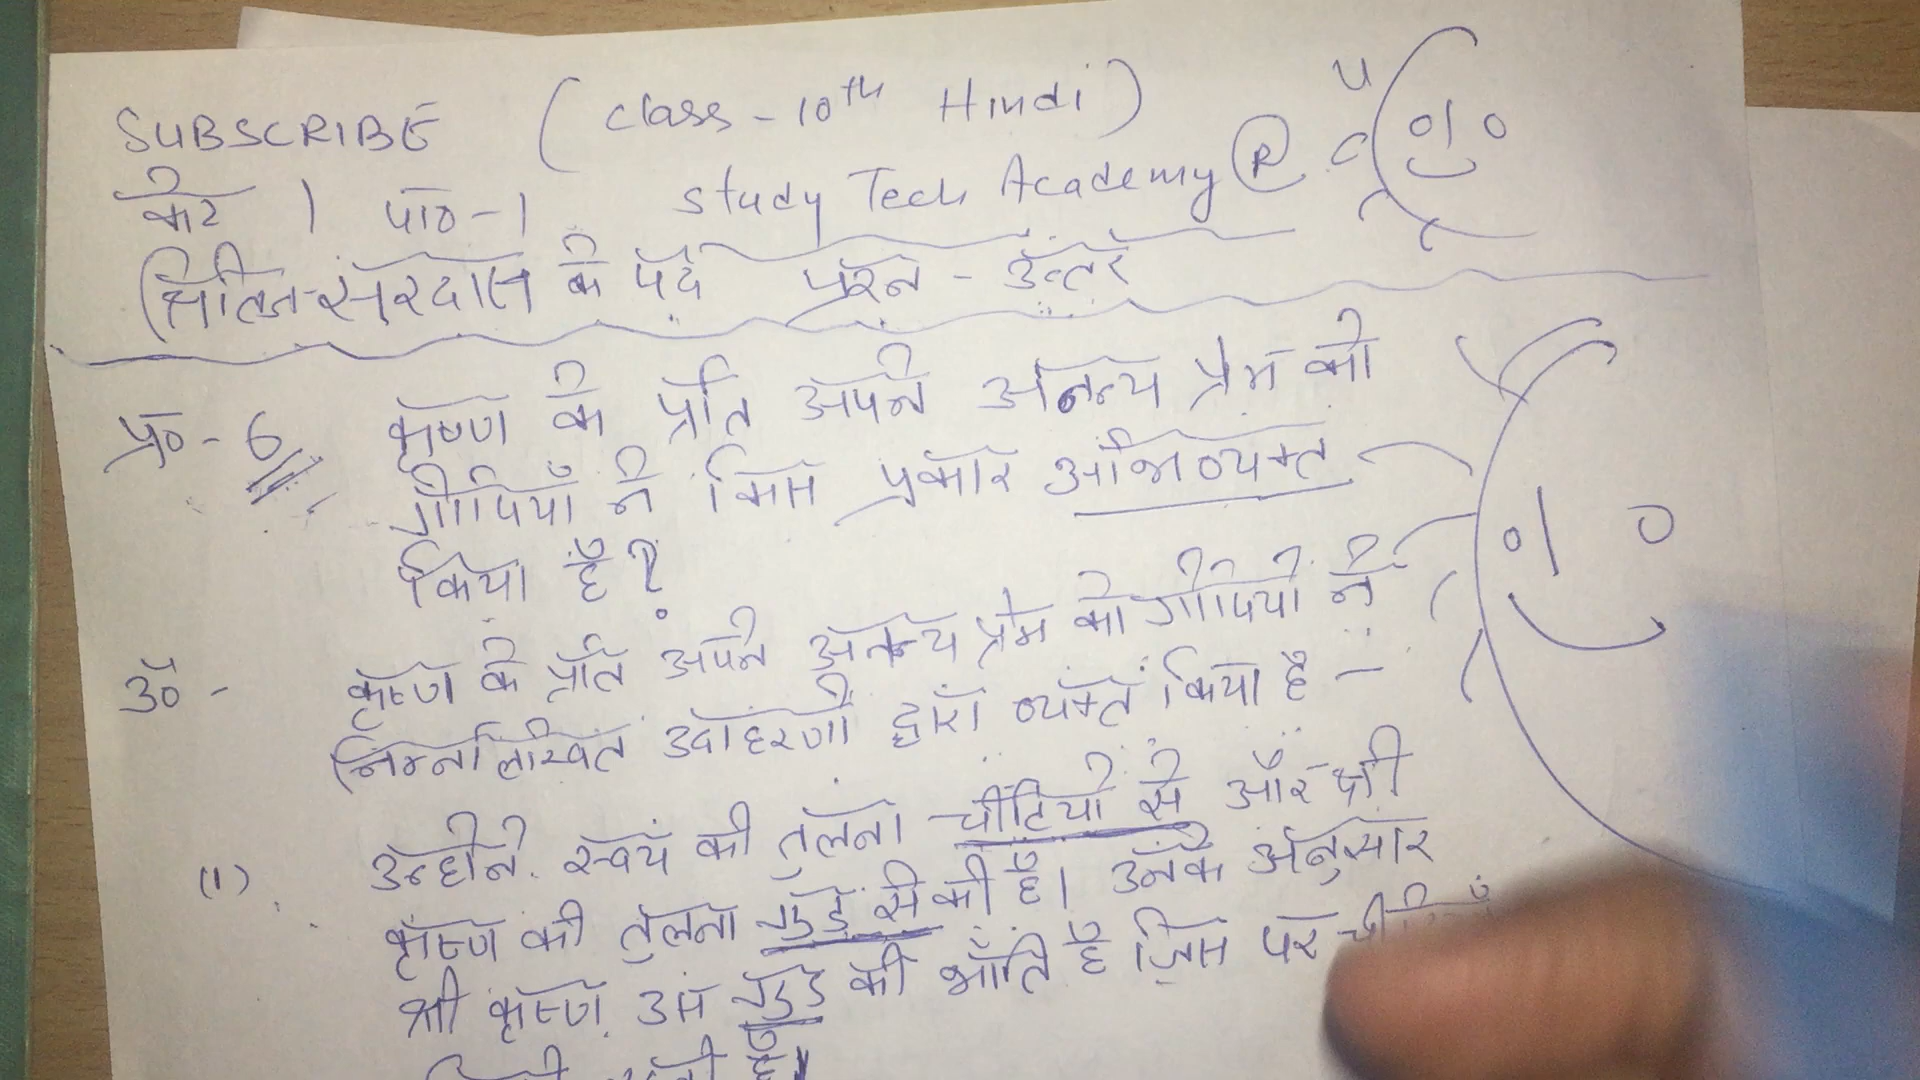 SUBSCRIBE (Class-10th Hindi)
करें । पाठ-1 Study Tech Academy R
क्षितिज-सूरदास के पद प्रश्न-उत्तर
प्र०-6 कृष्ण के प्रति अपने अनन्य प्रेम को
गोपियों ने किस प्रकार अभिव्यक्त
किया है?
उ०- कृष्ण के प्रति अपने अनन्य प्रेम को गोपियों ने
निम्नलिखित उदाहरणों द्वारा व्यक्त किया है -
(1) उन्होंने स्वयं की तुलना चींटियों से और श्री
कृष्ण की तुलना गुड़ से की है। उनके अनुसार
श्री कृष्ण उस गुड़ की भाँति है जिस पर